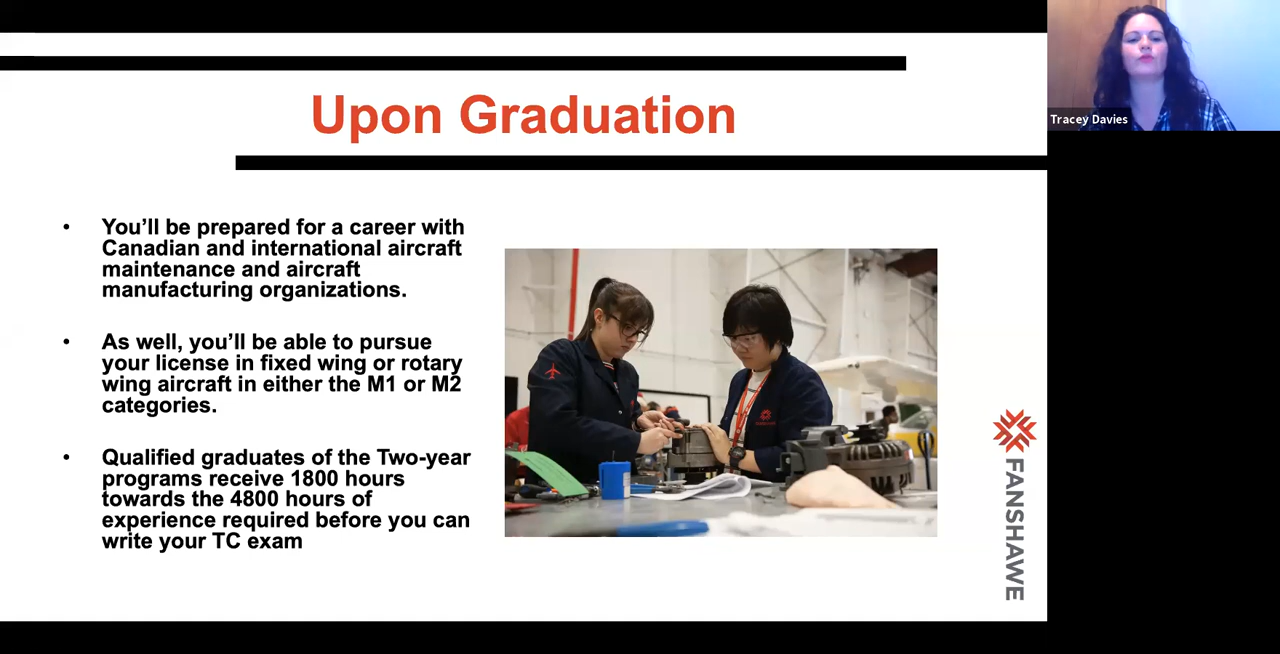 Upon Graduation
Tracey Davies
• You’ll be prepared for a career with
Canadian and international aircraft
maintenance and aircraft
manufacturing organizations.
• As well, you’ll be able to pursue
your license in fixed wing or rotary
wing aircraft in either the M1 or M2
categories.
• Qualified graduates of the Two-year
programs receive 1800 hours
towards the 4800 hours of
experience required before you can
write your TC exam
FANSHAWE